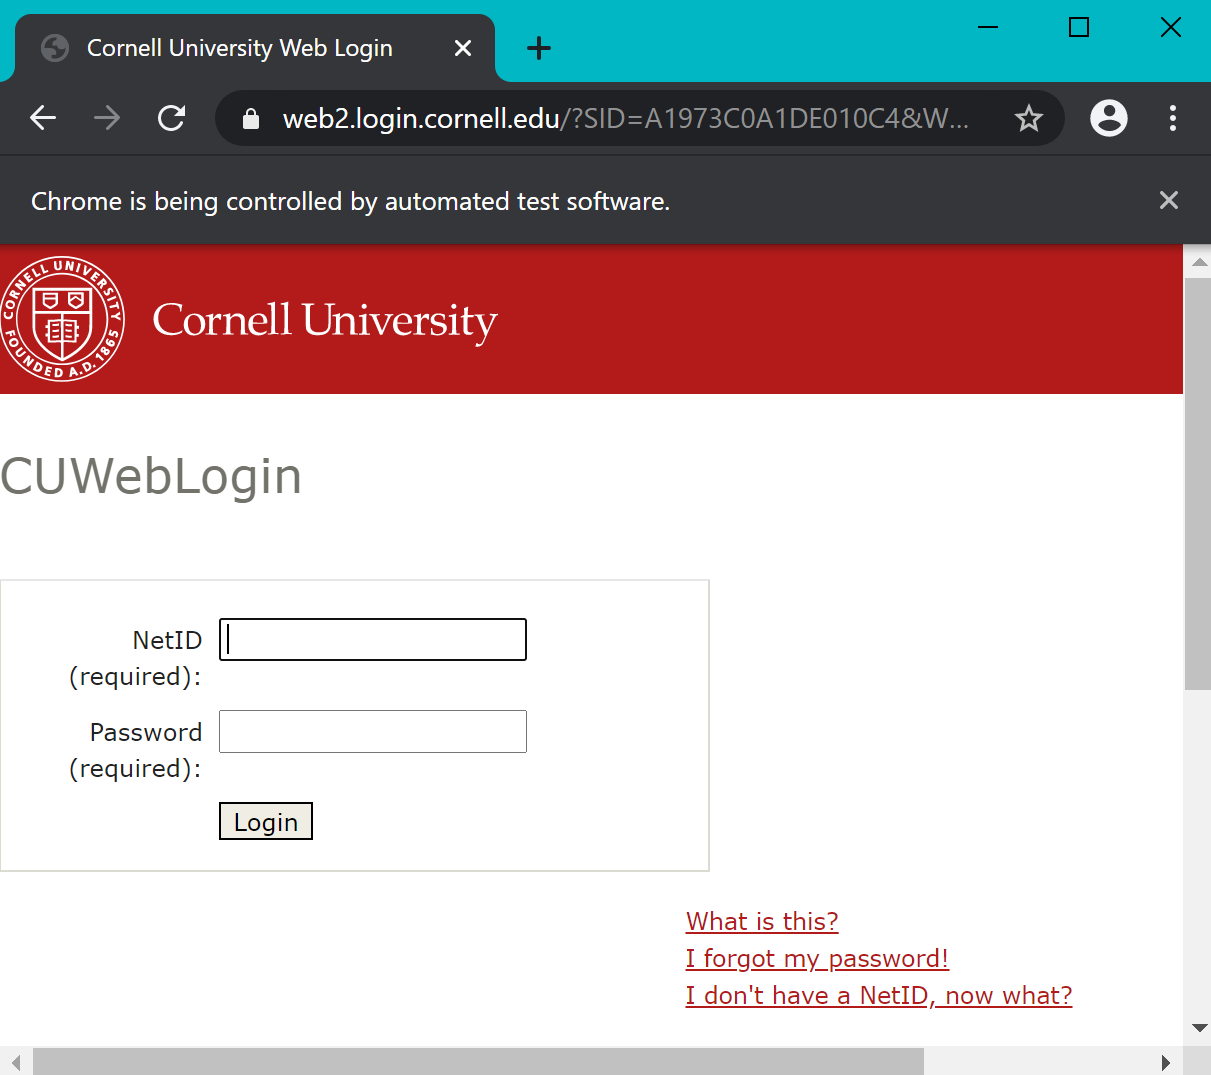 Cornell University Web Login
web2.login.cornell.edu/?SID=A1973C0A1DE010C4&W...
Chrome is being controlled by automated test software.
CORNELL UNIVERSITY
FOUNDED A.D. 1865
Cornell University
CUWebLogin
NetID
(required):
Password
(required):
Login
What is this?
I forgot my password!
I don't have a NetID, now what?